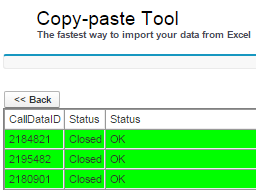 Copy-paste Tool
The fastest way to import your data from Excel
<< Back
CallDataID Status Status
2184821 Closed OK
2195482 Closed OK
2180901 Closed OK